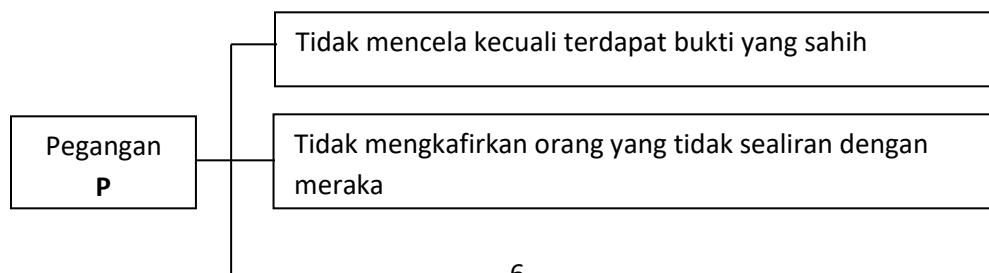 Tidak mencela kecuali terdapat bukti yang sahih
Pegangan
P
Tidak mengkafirkan orang yang tidak sealiran dengan
meraka
6